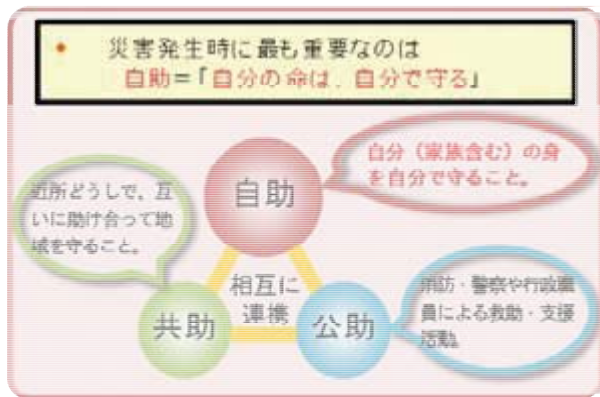 • 災害発生時に最も重要なのは
自助＝「自分の命は、自分で守る」
自分（家族含む）の身
を自分で守ること。
近所どうしで、互
いに助け合って地
域を守ること。
自助
相互に
連携
共助
公助
消防・警察や行政職
員による救助・支援
活動。